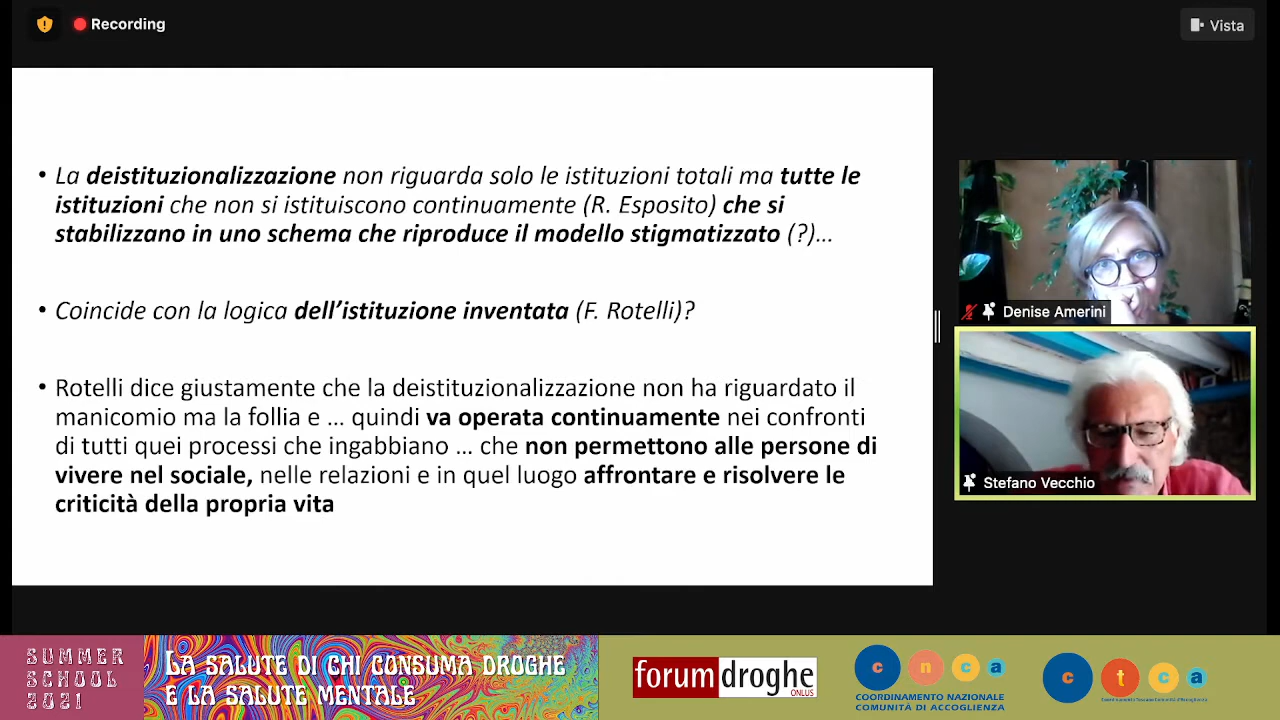 Recording
Vista
• La deistituzionalizzazione non riguarda solo le istituzioni totali ma tutte le
istituzioni che non si istituiscono continuamente (R. Esposito) che si
stabilizzano in uno schema che riproduce il modello stigmatizzato (?)...
• Coincide con la logica dell'istituzione inventata (F. Rotelli)?
• Rotelli dice giustamente che la deistituzionalizzazione non ha riguardato il
manicomio ma la follia e ... quindi va operata continuamente nei confronti
di tutti quei processi che ingabbiano ... che non permettono alle persone di
vivere nel sociale, nelle relazioni e in quel luogo affrontare e risolvere le
criticità della propria vita
Denise Amerini
Stefano Vecchio
SUMMER
SCHOOL
2021
LA SALUTE DI CHI CONSUMA DROGHE
E LA SALUTE MENTALE
forumdroghe
ONLUS
c n c a
COORDINAMENTO NAZIONALE
COMUNITÀ DI ACCOGLIENZA
c t c a
Coordinamento Toscano Comunità d'Accoglienza